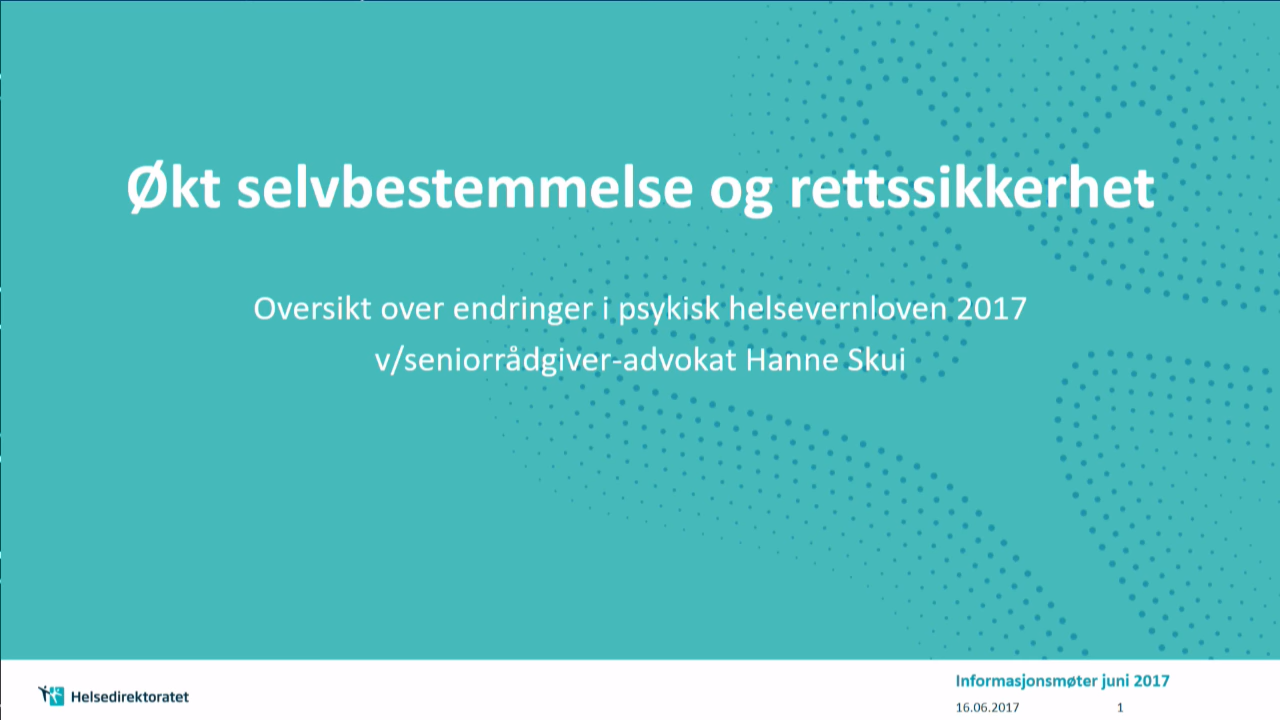 Økt selvbestemmelse og rettssikkerhet
Oversikt over endringer i psykisk helsevernloven 2017
v/seniorrådgiver-advokat Hanne Skui
Helsedirektoratet
Informasjonsmøter juni 2017
16.06.2017 1